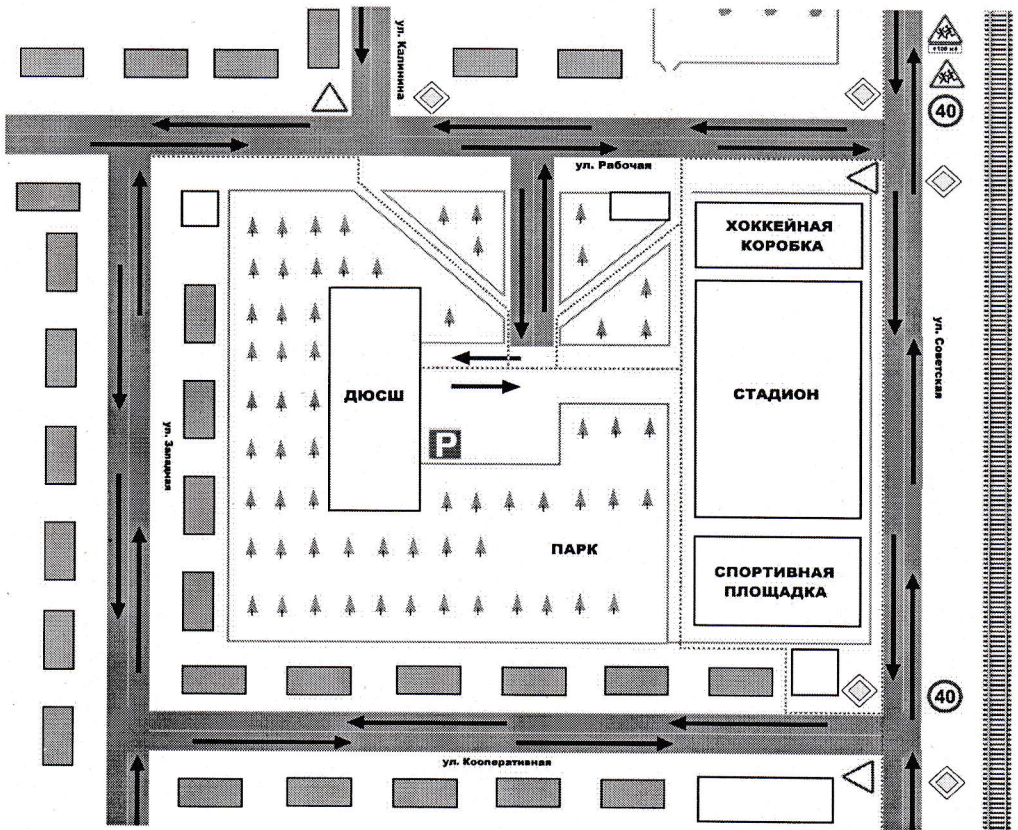 ул. Калинина
40
ул. Рабочая
ХОККЕЙНАЯ
КОРОБКА
ул. Советская
СТАДИОН
ДЮСШ
ул. Западная
P
ПАРК
СПОРТИВНАЯ
ПЛОЩАДКА
40
ул. Кооперативная